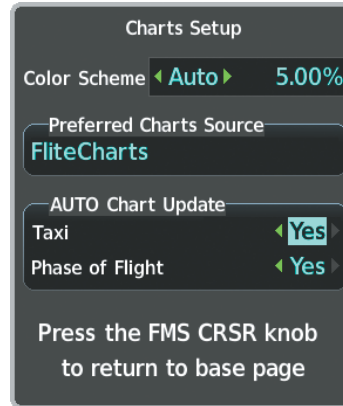 Charts Setup
Color Scheme Auto 5.00%
Preferred Charts Source
FliteCharts
AUTO Chart Update
Taxi Yes
Phase of Flight Yes
Press the FMS CRSR knob
to return to base page